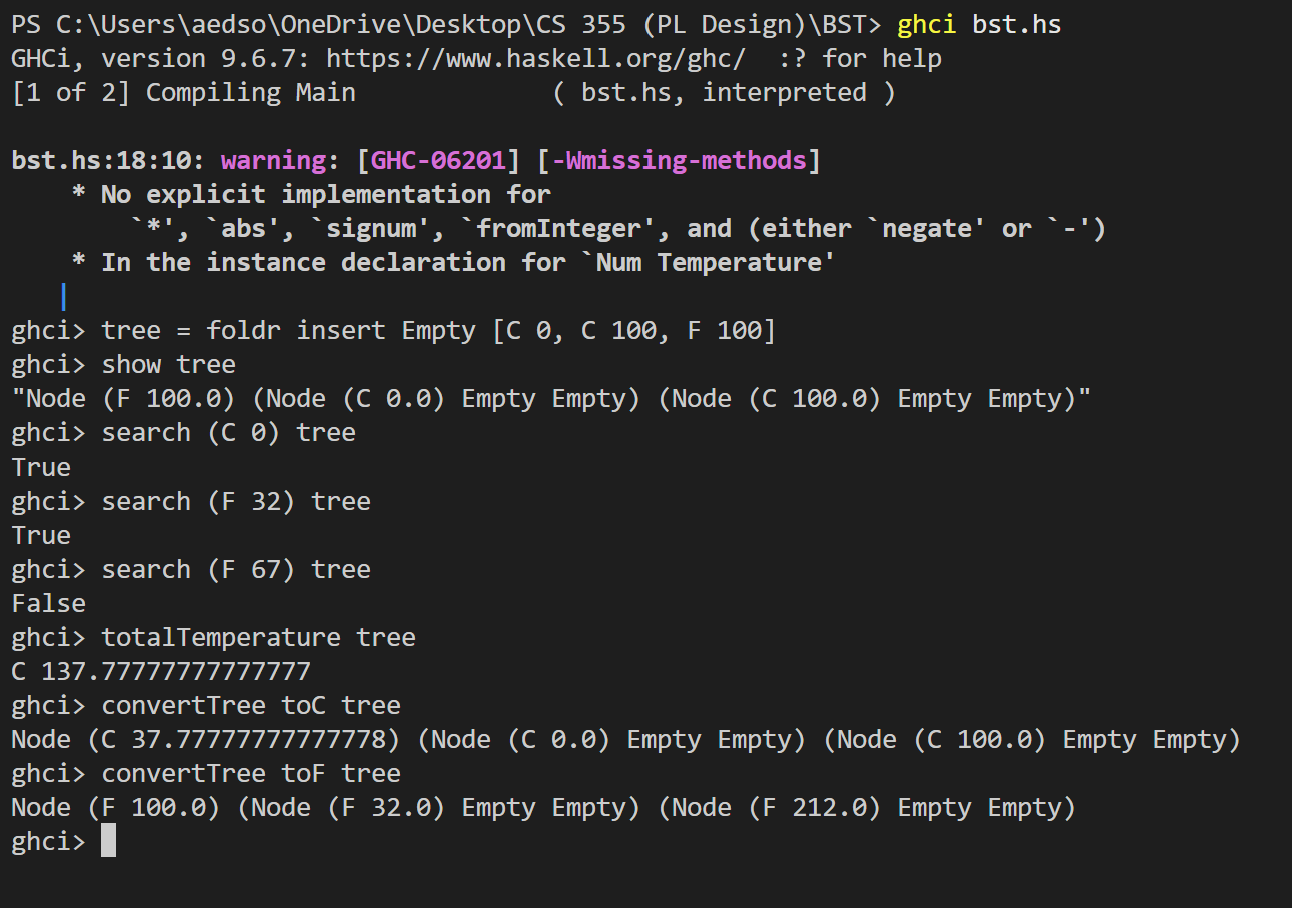 PS C:\Users\aedso\OneDrive\Desktop\CS 355 (PL Design)\BST> ghci bst.hs
GHCi, version 9.6.7: https://www.haskell.org/ghc/  :? for help
[1 of 2] Compiling Main             ( bst.hs, interpreted )
bst.hs:18:10: warning: [GHC-06201] [-Wmissing-methods]
    * No explicit implementation for
        `*', `abs', `signum', `fromInteger', and (either `negate' or `-')
    * In the instance declaration for `Num Temperature'
   |
ghci> tree = foldr insert Empty [C 0, C 100, F 100]
ghci> show tree
"Node (F 100.0) (Node (C 0.0) Empty Empty) (Node (C 100.0) Empty Empty)"
ghci> search (C 0) tree
True
ghci> search (F 32) tree
True
ghci> search (F 67) tree
False
ghci> totalTemperature tree
C 137.77777777777777
ghci> convertTree toC tree
Node (C 37.77777777777778) (Node (C 0.0) Empty Empty) (Node (C 100.0) Empty Empty)
ghci> convertTree toF tree
Node (F 100.0) (Node (F 32.0) Empty Empty) (Node (F 212.0) Empty Empty)
ghci>